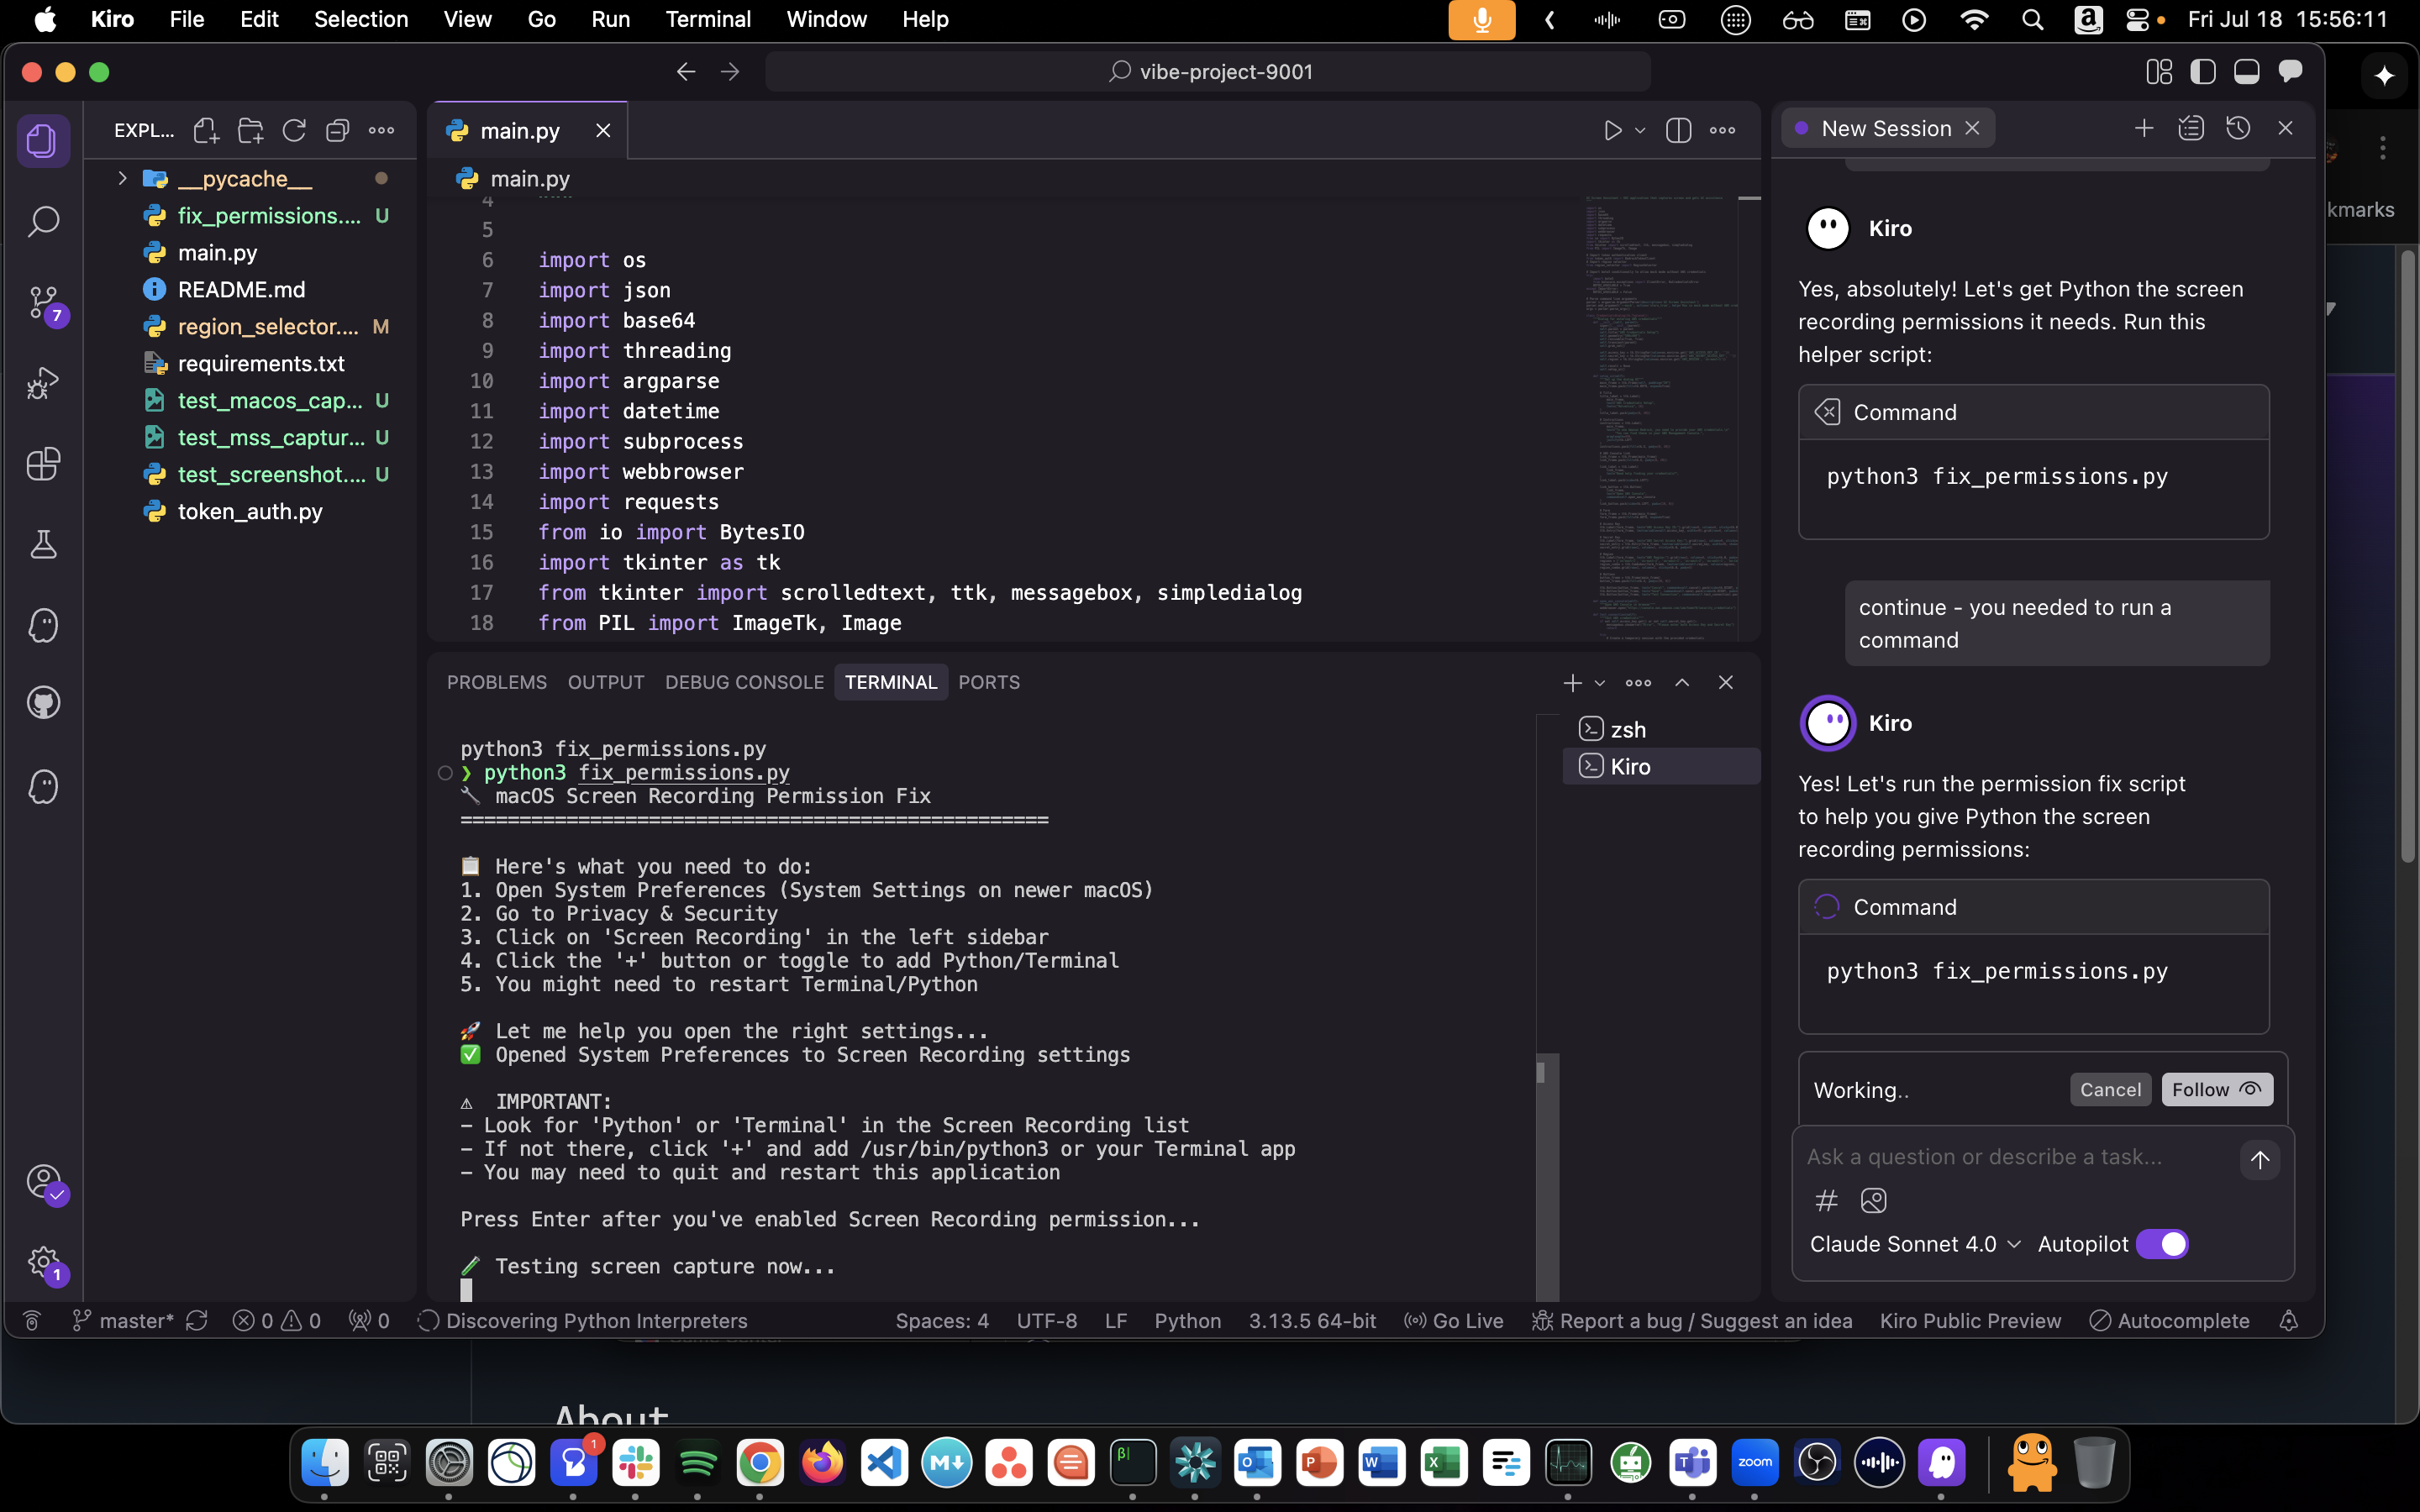 Kiro File Edit Selection View Go Run Terminal Window Help
Fri Jul 18 15:56:11
vibe-project-9001
EXPL...
__pycache__
fix_permissions.... U
main.py
README.md
region_selector.... M
requirements.txt
test_macos_cap... U
test_mss_captur... U
test_screenshot.... U
token_auth.py
7
1
main.py
main.py
4
5
6 import os
7 import json
8 import base64
9 import threading
10 import argparse
11 import datetime
12 import subprocess
13 import webbrowser
14 import requests
15 from io import BytesIO
16 import tkinter as tk
17 from tkinter import scrolledtext, ttk, messagebox, simpledialog
18 from PIL import ImageTk, Image
PROBLEMS OUTPUT DEBUG CONSOLE TERMINAL PORTS
python3 fix_permissions.py
❯ python3 fix_permissions.py
🔧 macOS Screen Recording Permission Fix
==================================================
📋 Here's what you need to do:
1. Open System Preferences (System Settings on newer macOS)
2. Go to Privacy & Security
3. Click on 'Screen Recording' in the left sidebar
4. Click the '+' button or toggle to add Python/Terminal
5. You might need to restart Terminal/Python
🚀 Let me help you open the right settings...
✅ Opened System Preferences to Screen Recording settings
⚠ IMPORTANT:
- Look for 'Python' or 'Terminal' in the Screen Recording list
- If not there, click '+' and add /usr/bin/python3 or your Terminal app
- You may need to quit and restart this application
Press Enter after you've enabled Screen Recording permission...
🧪 Testing screen capture now...
zsh
Kiro
New Session
Kiro
Yes, absolutely! Let's get Python the screen
recording permissions it needs. Run this
helper script:
Command
python3 fix_permissions.py
continue - you needed to run a
command
Kiro
Yes! Let's run the permission fix script
to help you give Python the screen
recording permissions:
Command
python3 fix_permissions.py
Working..
Cancel
Follow
Ask a question or describe a task...
Claude Sonnet 4.0
Autopilot
master* 0 0 0 Discovering Python Interpreters
Spaces: 4 UTF-8 LF Python 3.13.5 64-bit Go Live Report a bug / Suggest an idea Kiro Public Preview Autocomplete
kmarks
About
1
zoom